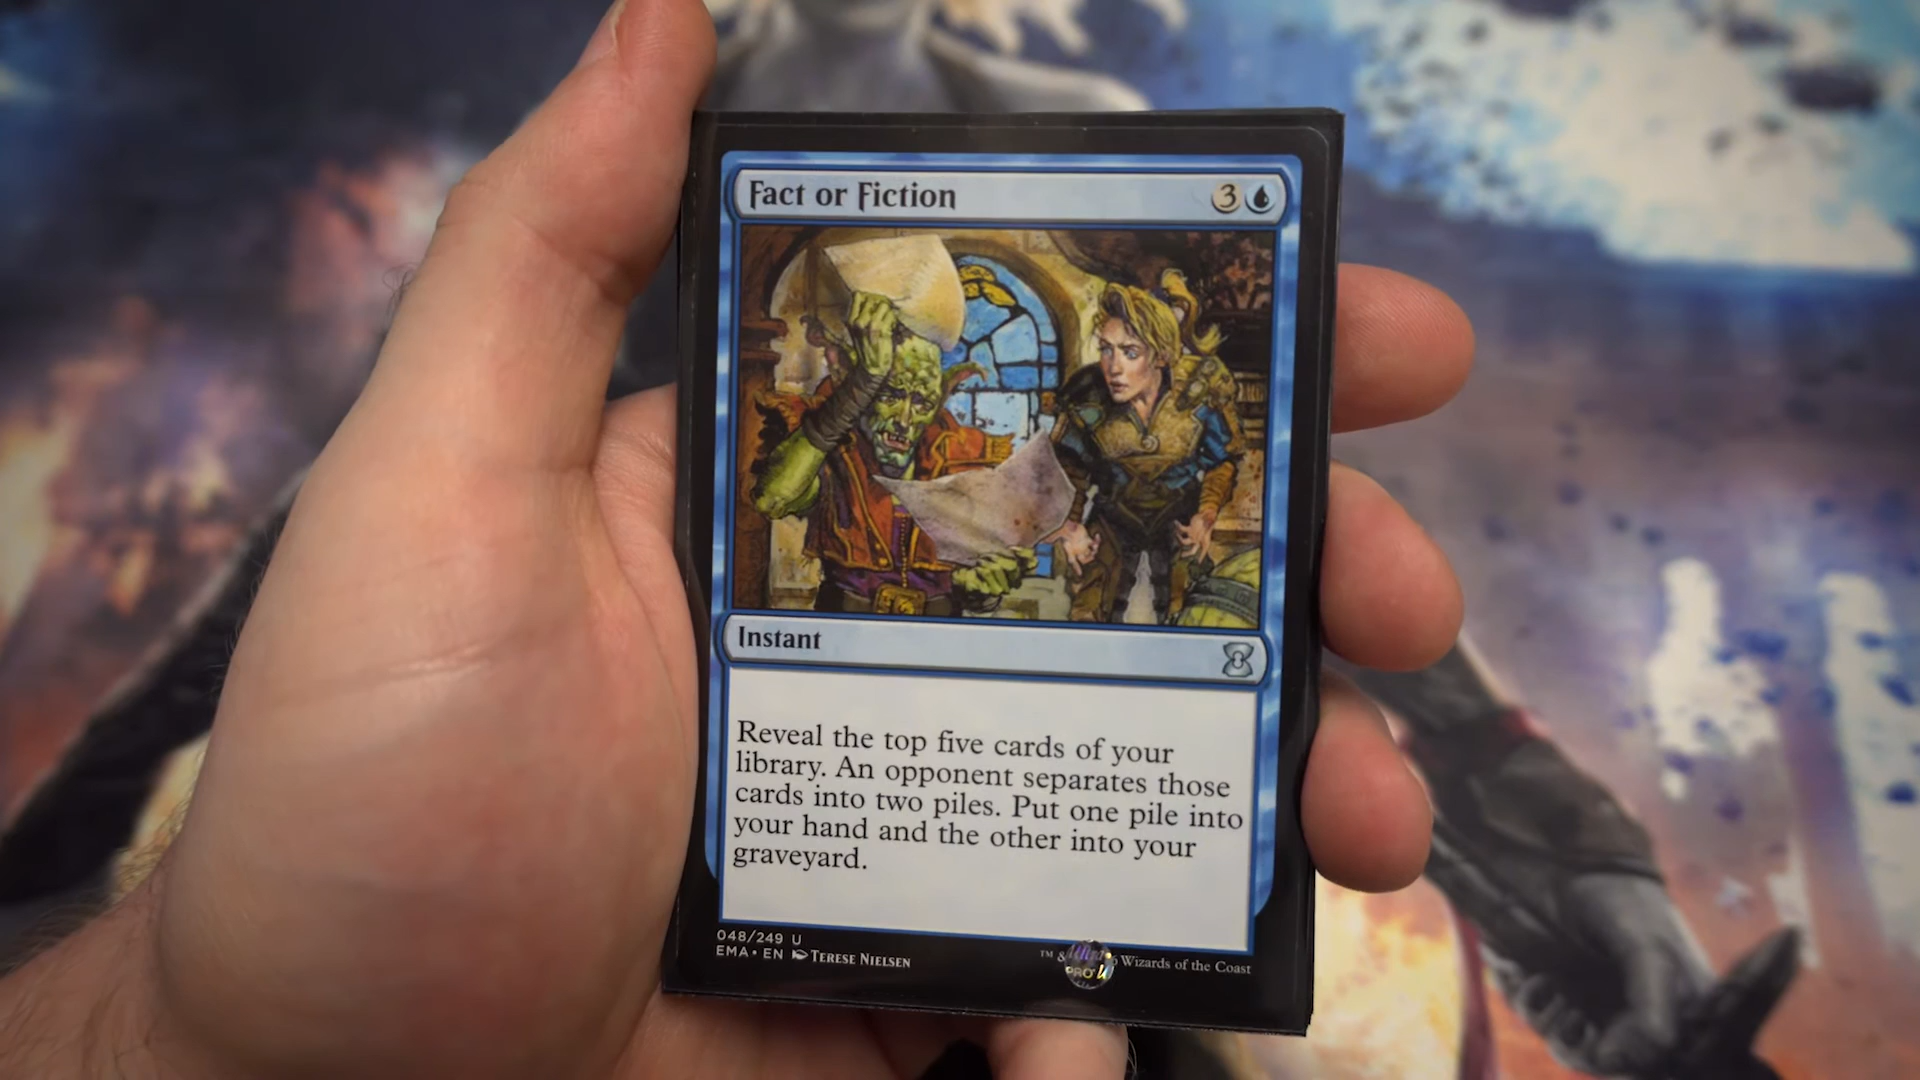 Fact or Fiction 3
Instant
Reveal the top five cards of your
library. An opponent separates those
cards into two piles. Put one pile into
your hand and the other into your
graveyard.
048/249 U
EMA • EN TERESE NIELSEN
™ & Wizards of the Coast
PRO